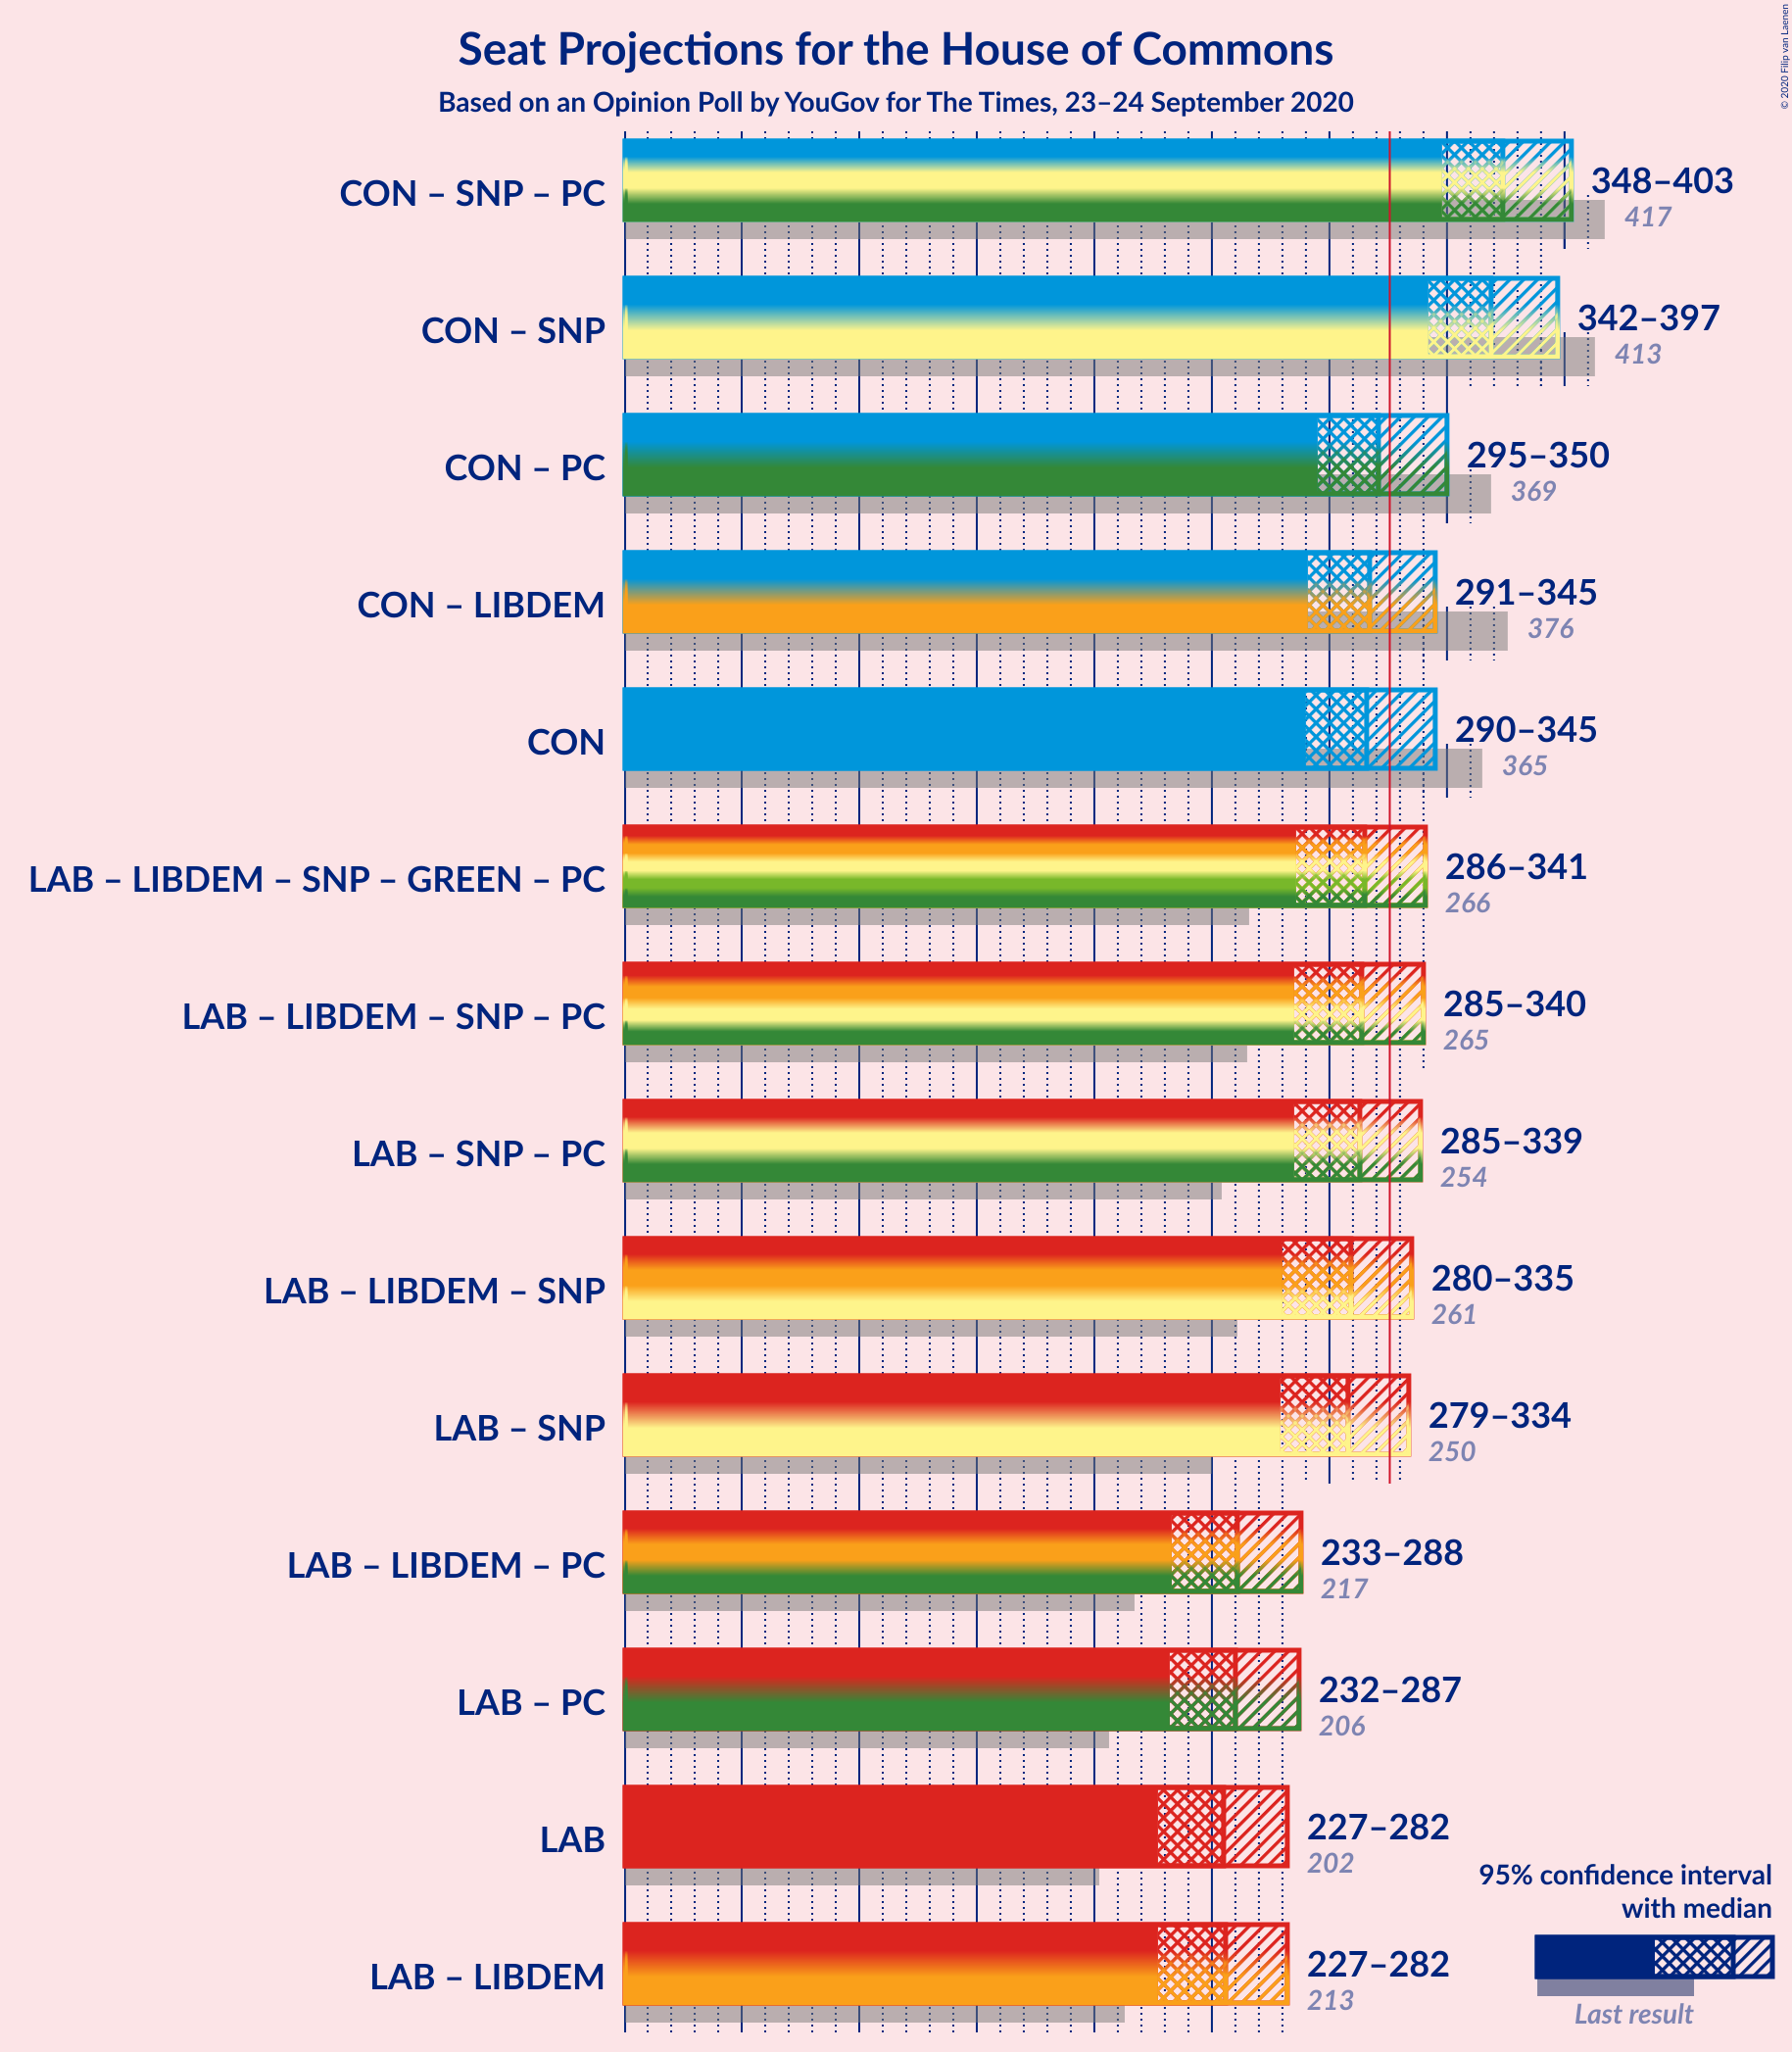 Seat Projections for the House of Commons
Based on an Opinion Poll by YouGov for The Times, 23–24 September 2020
© 2020 Filip van Laenen
CON – SNP – PC
348–403
417
CON – SNP
342–397
413
CON – PC
295–350
369
CON – LIBDEM
291–345
376
CON
290–345
365
LAB – LIBDEM – SNP – GREEN – PC
286–341
266
LAB – LIBDEM – SNP – PC
285–340
265
LAB – SNP – PC
285–339
254
LAB – LIBDEM – SNP
280–335
261
LAB – SNP
279–334
250
LAB – LIBDEM – PC
233–288
217
LAB – PC
232–287
206
LAB
227–282
202
LAB – LIBDEM
227–282
213
95% confidence interval
with median
Last result